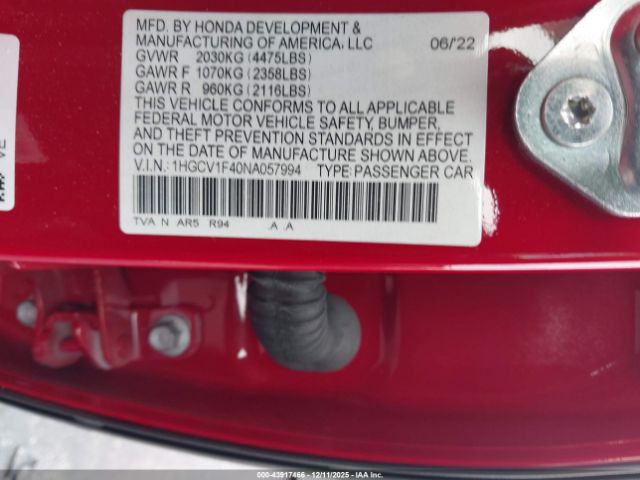 MFD. BY HONDA DEVELOPMENT &
MANUFACTURING OF AMERICA, LLC 06/22
GVWR 2030KG (4475LBS)
GAWR F 1070KG (2358LBS)
GAWR R 960KG (2116LBS)
THIS VEHICLE CONFORMS TO ALL APPLICABLE
FEDERAL MOTOR VEHICLE SAFETY, BUMPER,
AND THEFT PREVENTION STANDARDS IN EFFECT
ON THE DATE OF MANUFACTURE SHOWN ABOVE.
V.I.N.: 1HGCV1F40NA057994 TYPE: PASSENGER CAR
TVA N AR5 R94 .A .A
VE
000-43917466 - 12/11/2025 - COPART